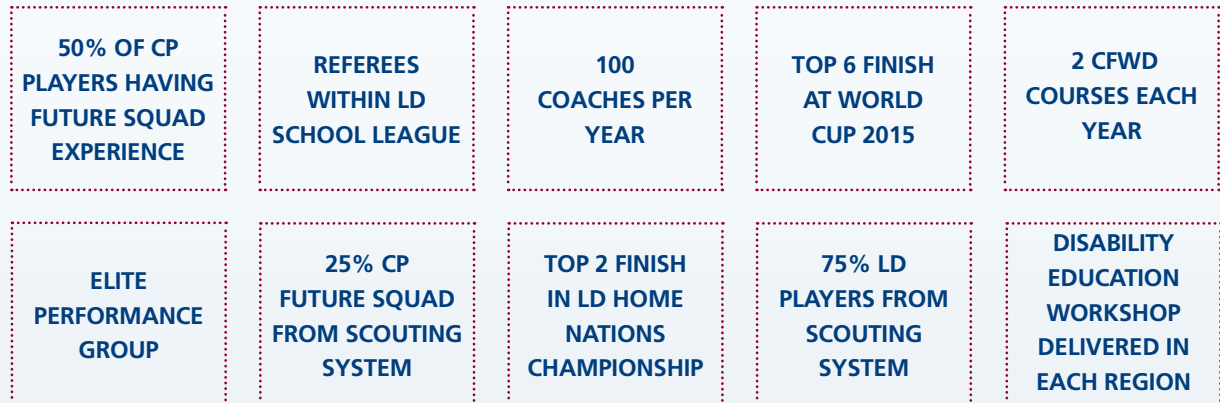 50% OF CP
PLAYERS HAVING
FUTURE SQUAD
EXPERIENCE
REFEREES
WITHIN LD
SCHOOL LEAGUE
100
COACHES PER
YEAR
TOP 6 FINISH
AT WORLD
CUP 2015
2 CFWD
COURSES EACH
YEAR
ELITE
PERFORMANCE
GROUP
25% CP
FUTURE SQUAD
FROM SCOUTING
SYSTEM
TOP 2 FINISH
IN LD HOME
NATIONS
CHAMPIONSHIP
75% LD
PLAYERS FROM
SCOUTING
SYSTEM
DISABILITY
EDUCATION
WORKSHOP
DELIVERED IN
EACH REGION